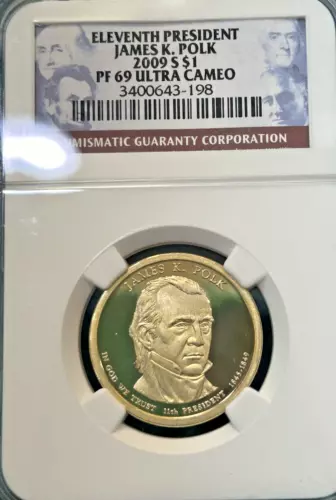 ELEVENTH PRESIDENT
JAMES K. POLK
2009 S $1
PF 69 ULTRA CAMEO
3400643-198
NUMISMATIC GUARANTY CORPORATION
JAMES K. POLK
IN GOD WE TRUST 11th PRESIDENT 1845-1849